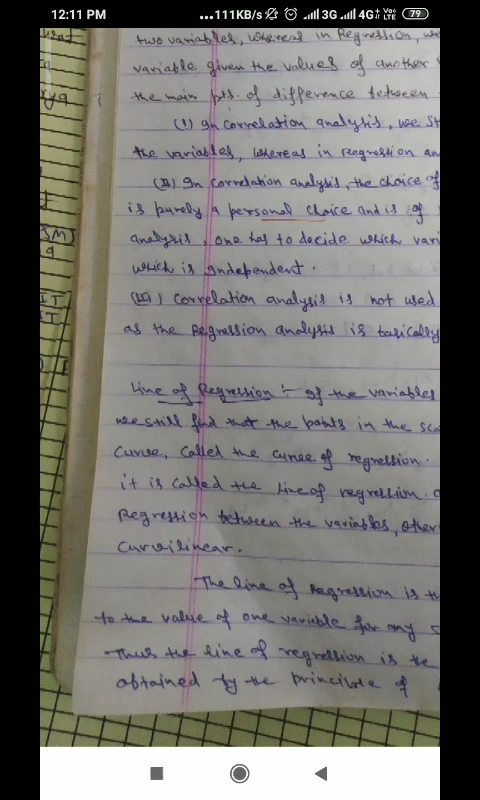 12:11 PM ...111KB/s 3G 4G+ Vo LTE 79
two variables, whereas in Regression,
variable given the values of another
the main pts. of difference between
(I) In correlation analysis, we st
the variables, whereas in Regression an
(II) In correlation analysis, the choice of
is purely a personal choice and is of
analysis, one has to decide which vari
which is Independent.
(III) Correlation analysis is not used
as the Regression analysis is basically
Line of Regression :- If the variables
we still find that the points in the sca
curve, called the curve of regression.
it is called the line of regression.
Regression between the variables, other
curvilinear.
The line of Regression is th
to the value of one variable for any
Thus the line of regression is the
obtained by the principle of